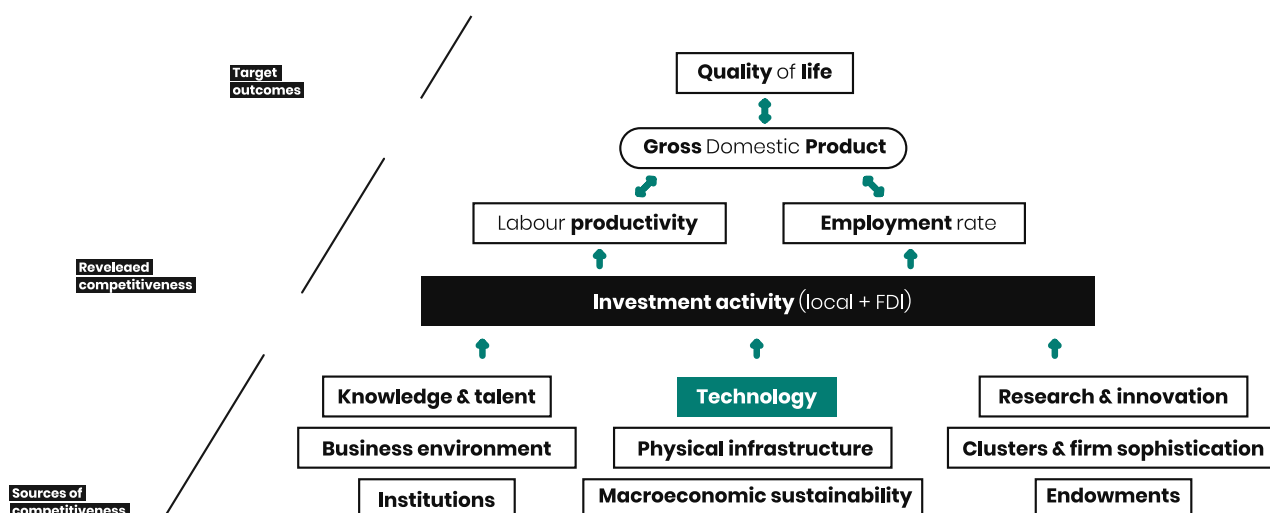 Target
outcomes
Quality of life
Gross Domestic Product
Labour productivity
Employment rate
Reveleaed
competitiveness
Investment activity (local + FDI)
Knowledge & talent
Technology
Research & innovation
Business environment
Physical infrastructure
Clusters & firm sophistication
Sources of
competitiveness
Institutions
Macroeconomic sustainability
Endowments